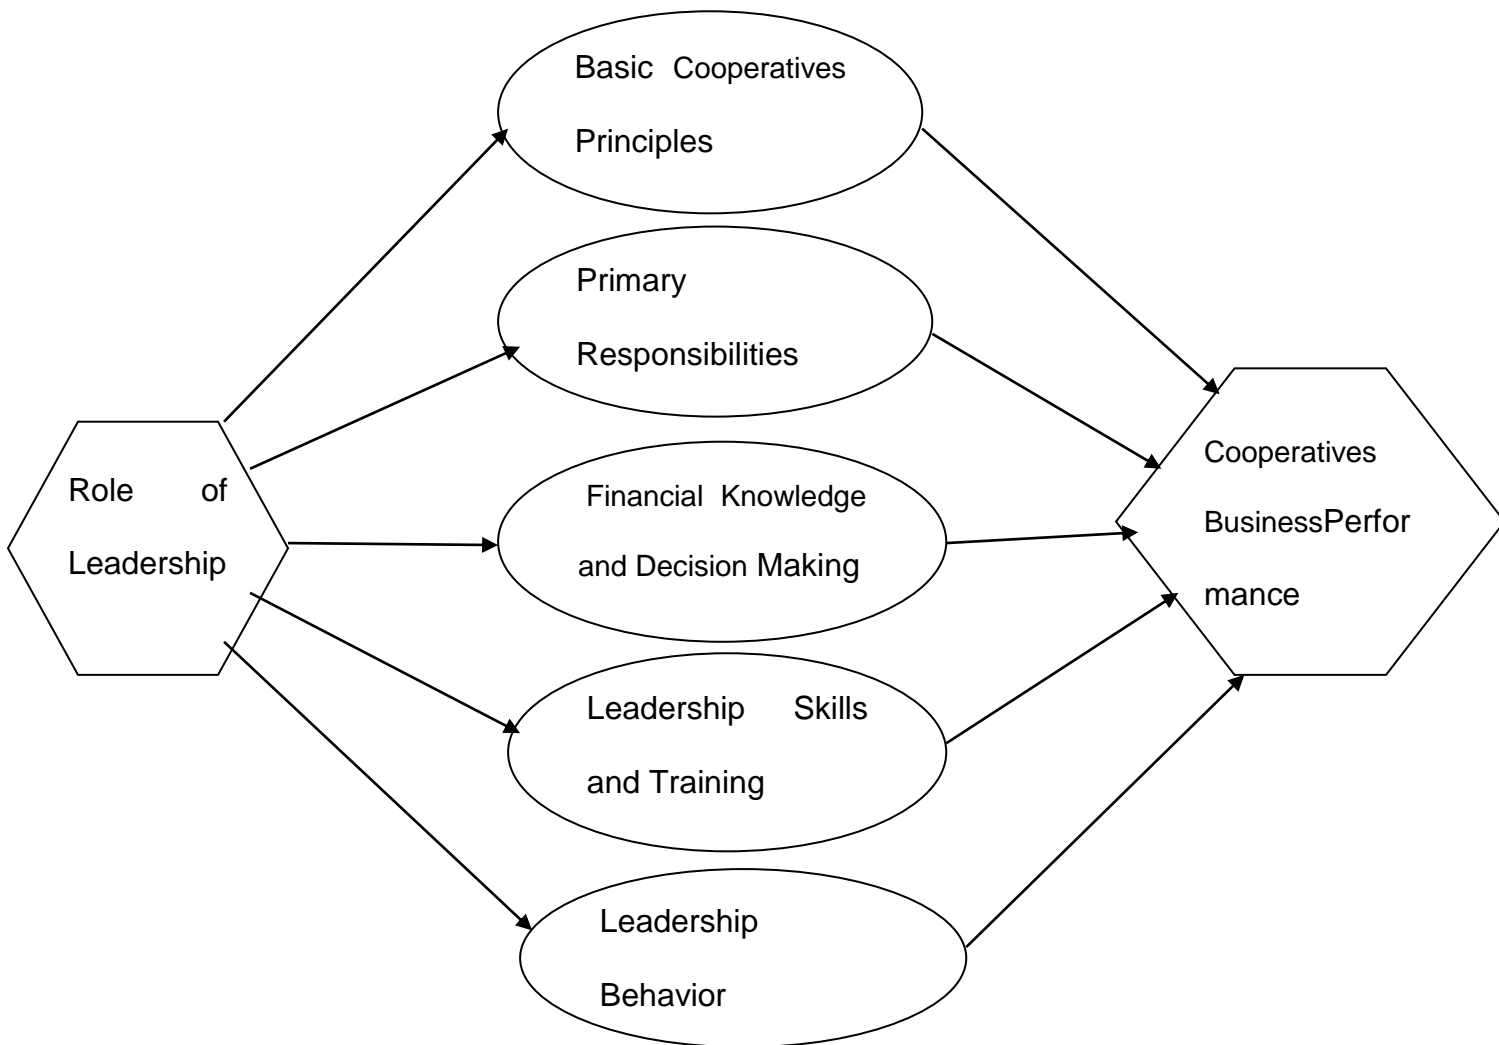 Basic Cooperatives
Principles
Primary
Responsibilities
Role of
Leadership
Financial Knowledge
and Decision Making
Leadership Skills
and Training
Leadership
Behavior
Cooperatives
BusinessPerfor
mance